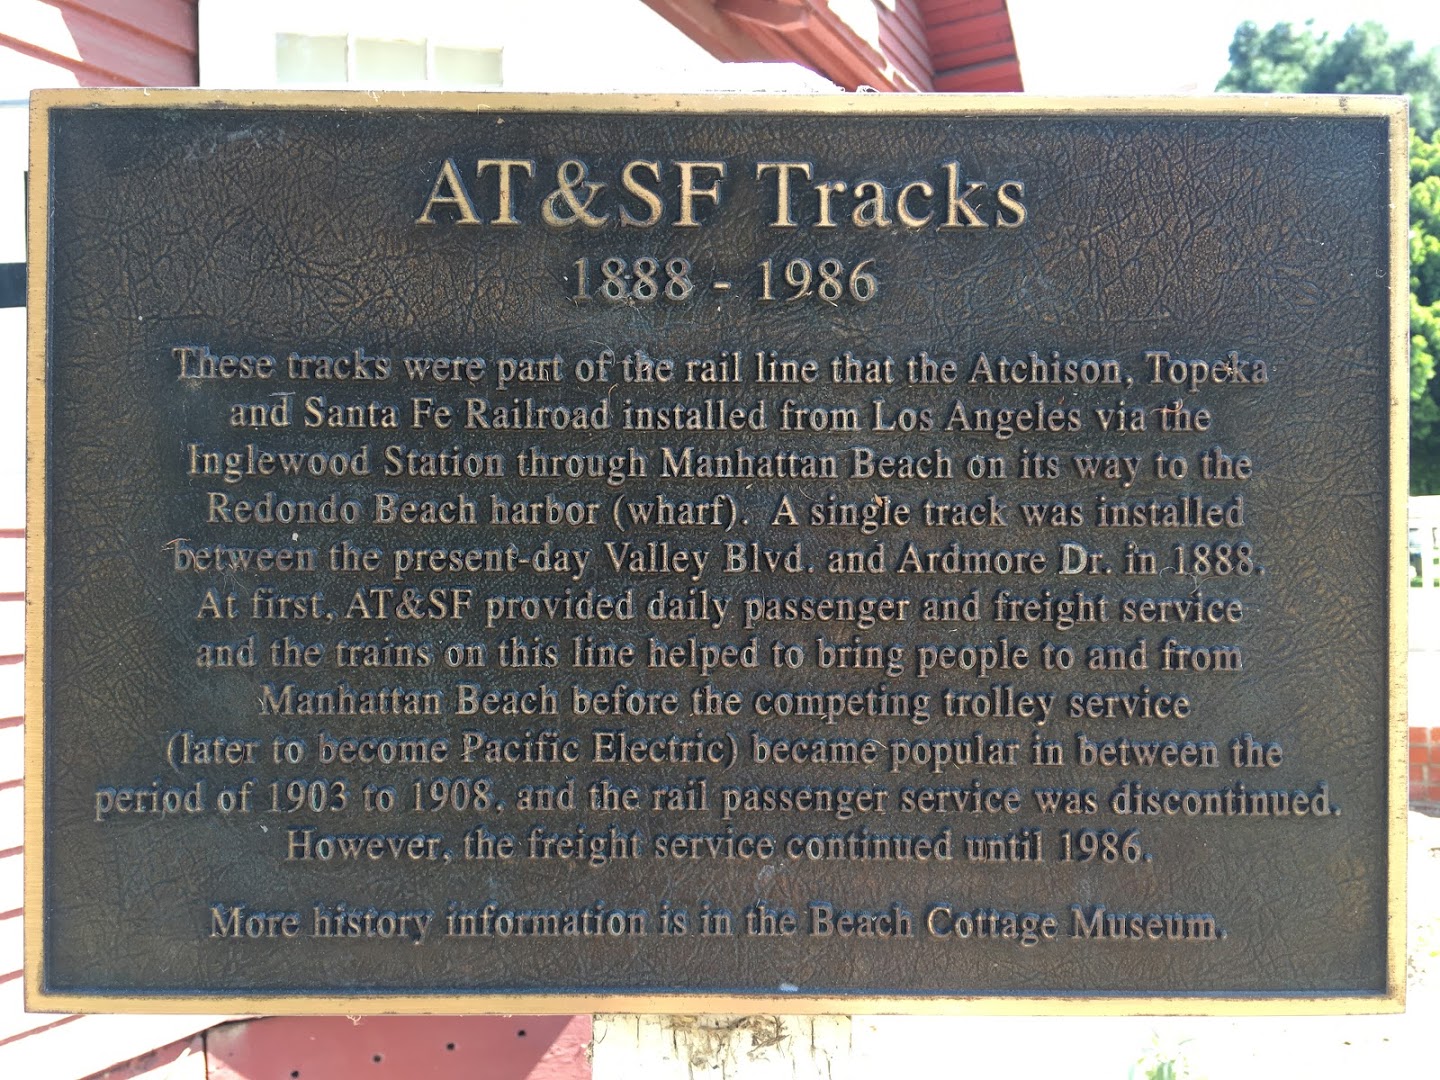 AT&SF Tracks
1888 - 1986
These tracks were part of the rail line that the Atchison, Topeka
and Santa Fe Railroad installed from Los Angeles via the
Inglewood Station through Manhattan Beach on its way to the
Redondo Beach harbor (wharf). A single track was installed
between the present-day Valley Blvd. and Ardmore Dr. in 1888.
At first, AT&SF provided daily passenger and freight service
and the trains on this line helped to bring people to and from
Manhattan Beach before the competing trolley service
(later to become Pacific Electric) became popular in between the
period of 1903 to 1908, and the rail passenger service was discontinued.
However, the freight service continued until 1986.
More history information is in the Beach Cottage Museum.